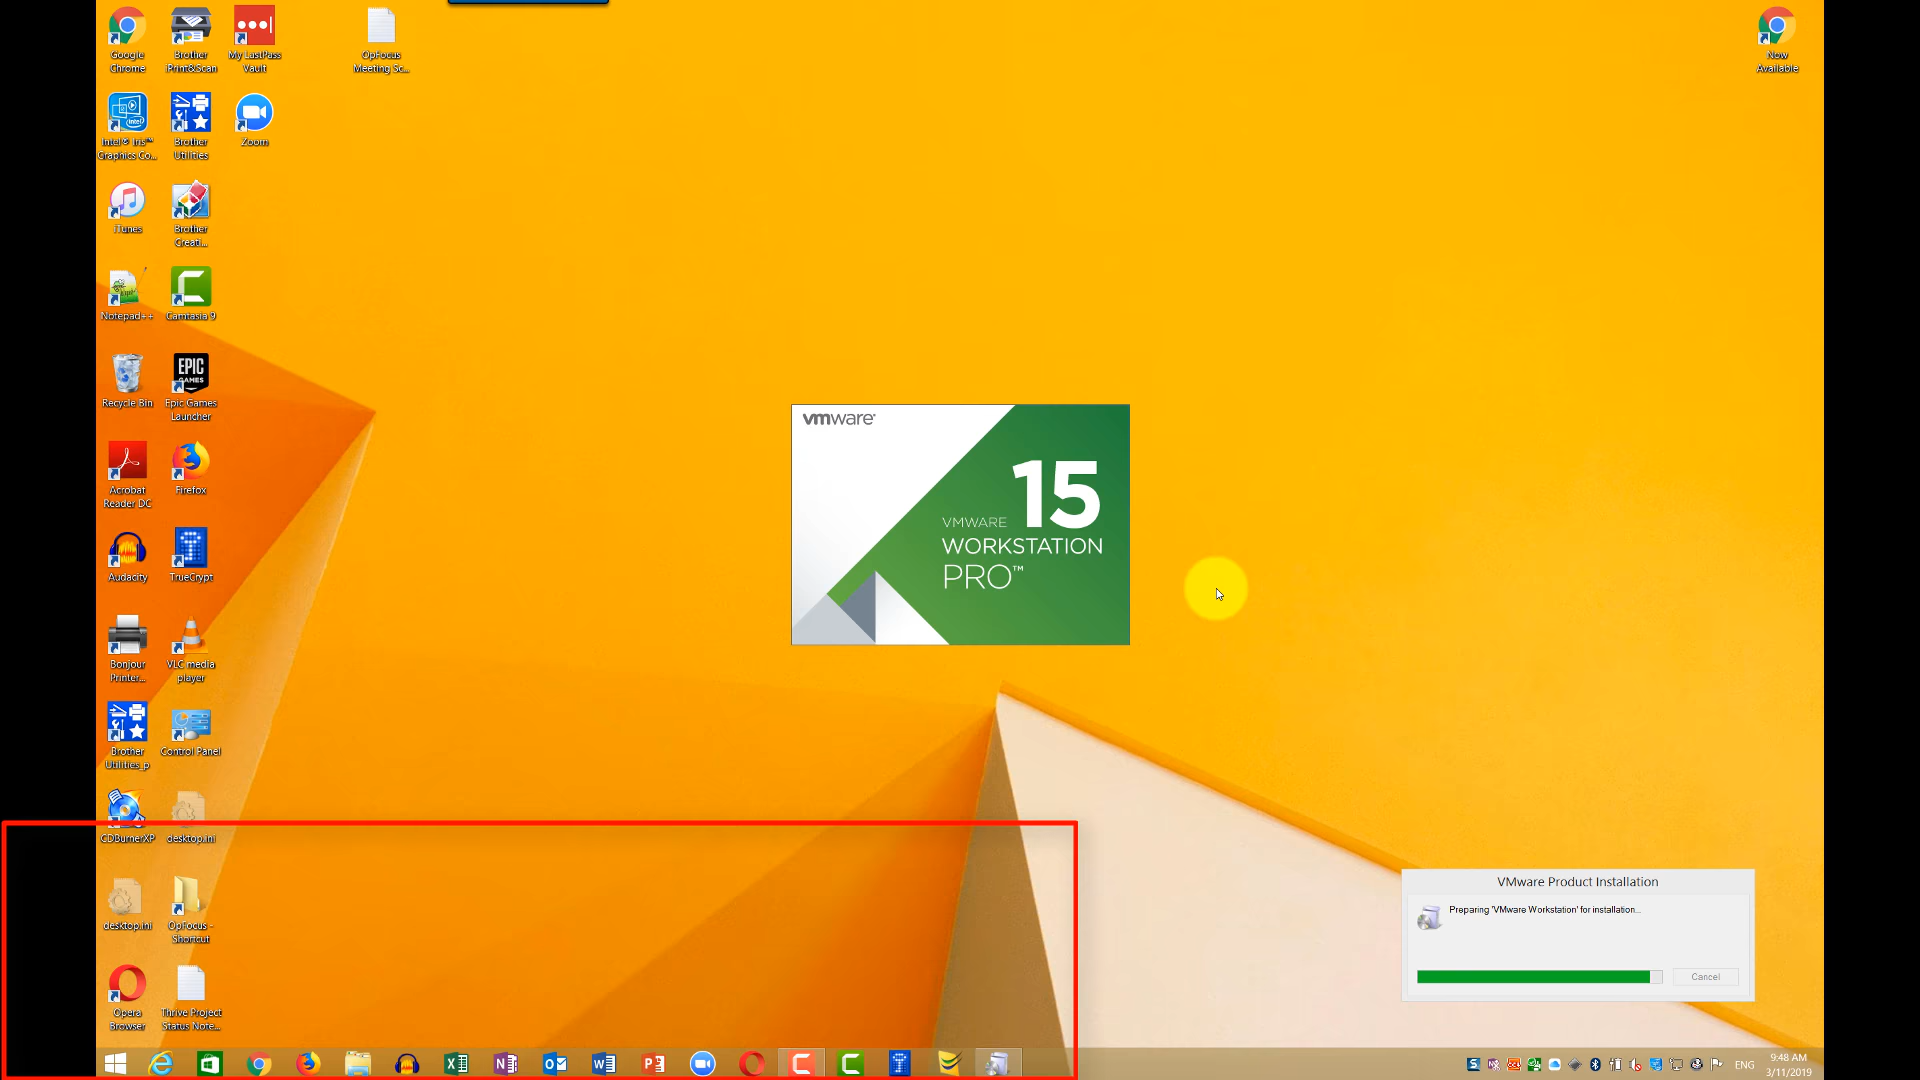 Google
Chrome
Brother
iPrint&Scan
My LastPass
Vault
OpFocus
Meeting Sc...
Now
Available
Intel® Iris™
Graphics Co...
Brother
Utilities
Zoom
iTunes
Brother
Creati...
Notepad++
Camtasia 9
Recycle Bin
EPIC
GAMES
Epic Games
Launcher
Acrobat
Reader DC
Firefox
Audacity
TrueCrypt
Bonjour
Printer...
VLC media
player
Brother
Utilities_p
Control Panel
CDBurnerXP
desktop.ini
desktop.ini
OpFocus -
Shortcut
Opera
Browser
Thrive Project
Status Note...
vmware®
15
VMWARE
WORKSTATION
PRO™
VMware Product Installation
Preparing 'VMware Workstation' for installation...
Cancel
ENG
9:48 AM
3/11/2019